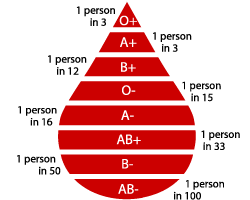 1 person
in 3
O+
A+
1 person
in 3
1 person
in 12
B+
O-
1 person
in 15
1 person
in 16
A-
AB+
1 person
in 33
1 person
in 50
B-
AB-
1 person
in 100